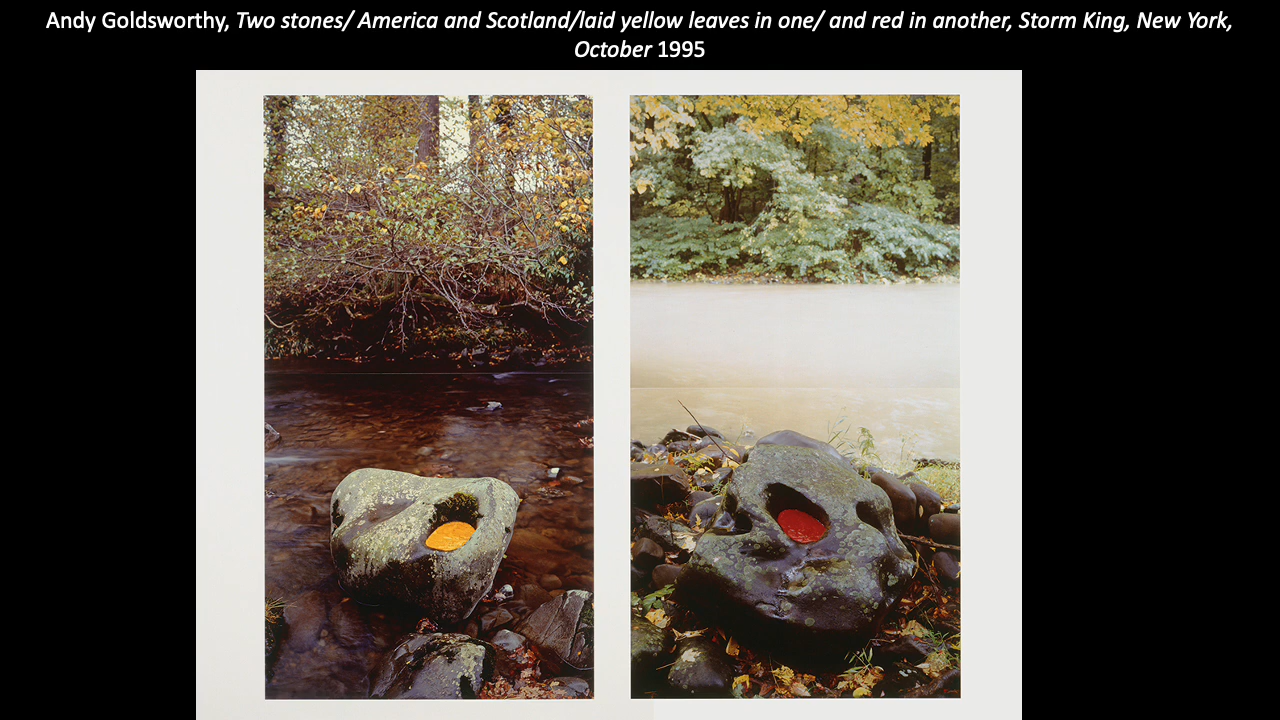 Andy Goldsworthy, Two stones/ America and Scotland/laid yellow leaves in one/ and red in another, Storm King, New York,
October 1995